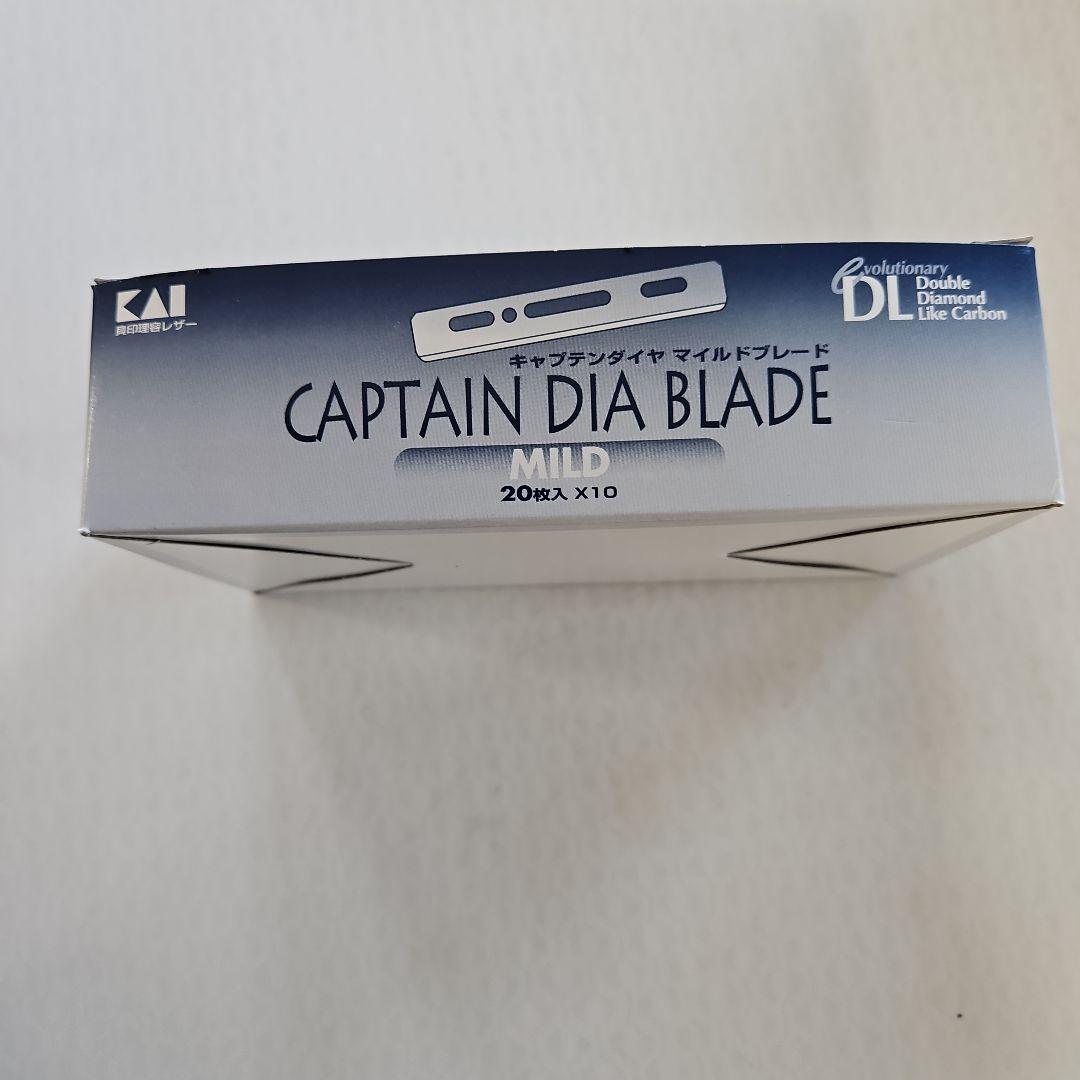 KAI
貝印理容レザー
evolutionary
DL Double
Diamond
Like Carbon
キャプテンダイヤ マイルドブレード
CAPTAIN DIA BLADE
MILD
20枚入 X10